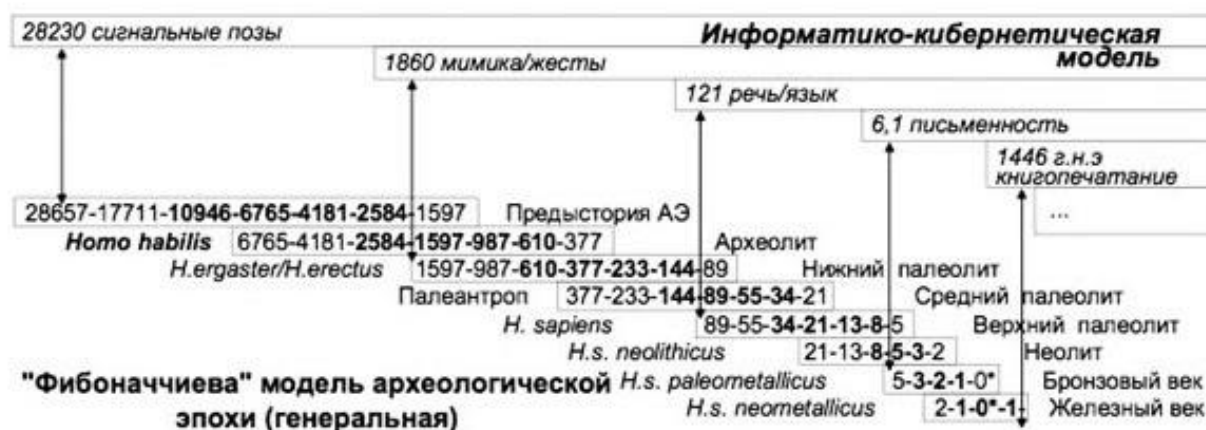 28230 сигнальные позы
Информатико-кибернетическая
модель
1860 мимика/жесты
121 речь/язык
6,1 письменность
1446 г.н.э
книгопечатание
...
28657-17711-10946-6765-4181-2584-1597 Предыстория АЭ
Homo habilis 6765-4181-2584-1597-987-610-377 Археолит
H.ergaster/H.erectus 1597-987-610-377-233-144-89 Нижний палеолит
Палеантроп 377-233-144-89-55-34-21 Средний палеолит
H. sapiens 89-55-34-21-13-8-5 Верхний палеолит
H.s. neolithicus 21-13-8-5-3-2 Неолит
"Фибоначчиева" модель археологической
эпохи (генеральная)
H.s. paleometallicus 5-3-2-1-0* Бронзовый век
H.s. neometallicus 2-1-0*-1- Железный век